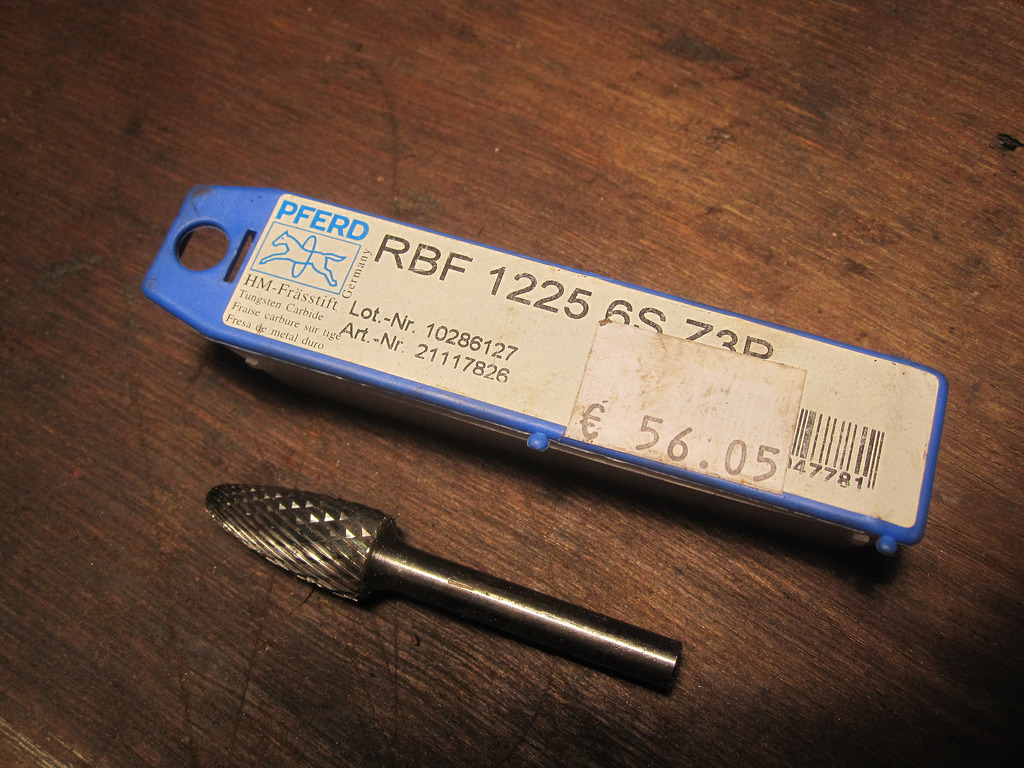 PFERD
Germany
RBF 1225 6S Z3P
HM-Frässtift
Tungsten Carbide
Fraise carbure sur tige
Fresa de metal duro
Lot.-Nr. 10286127
Art.-Nr. 21117826
€ 56.05
47781